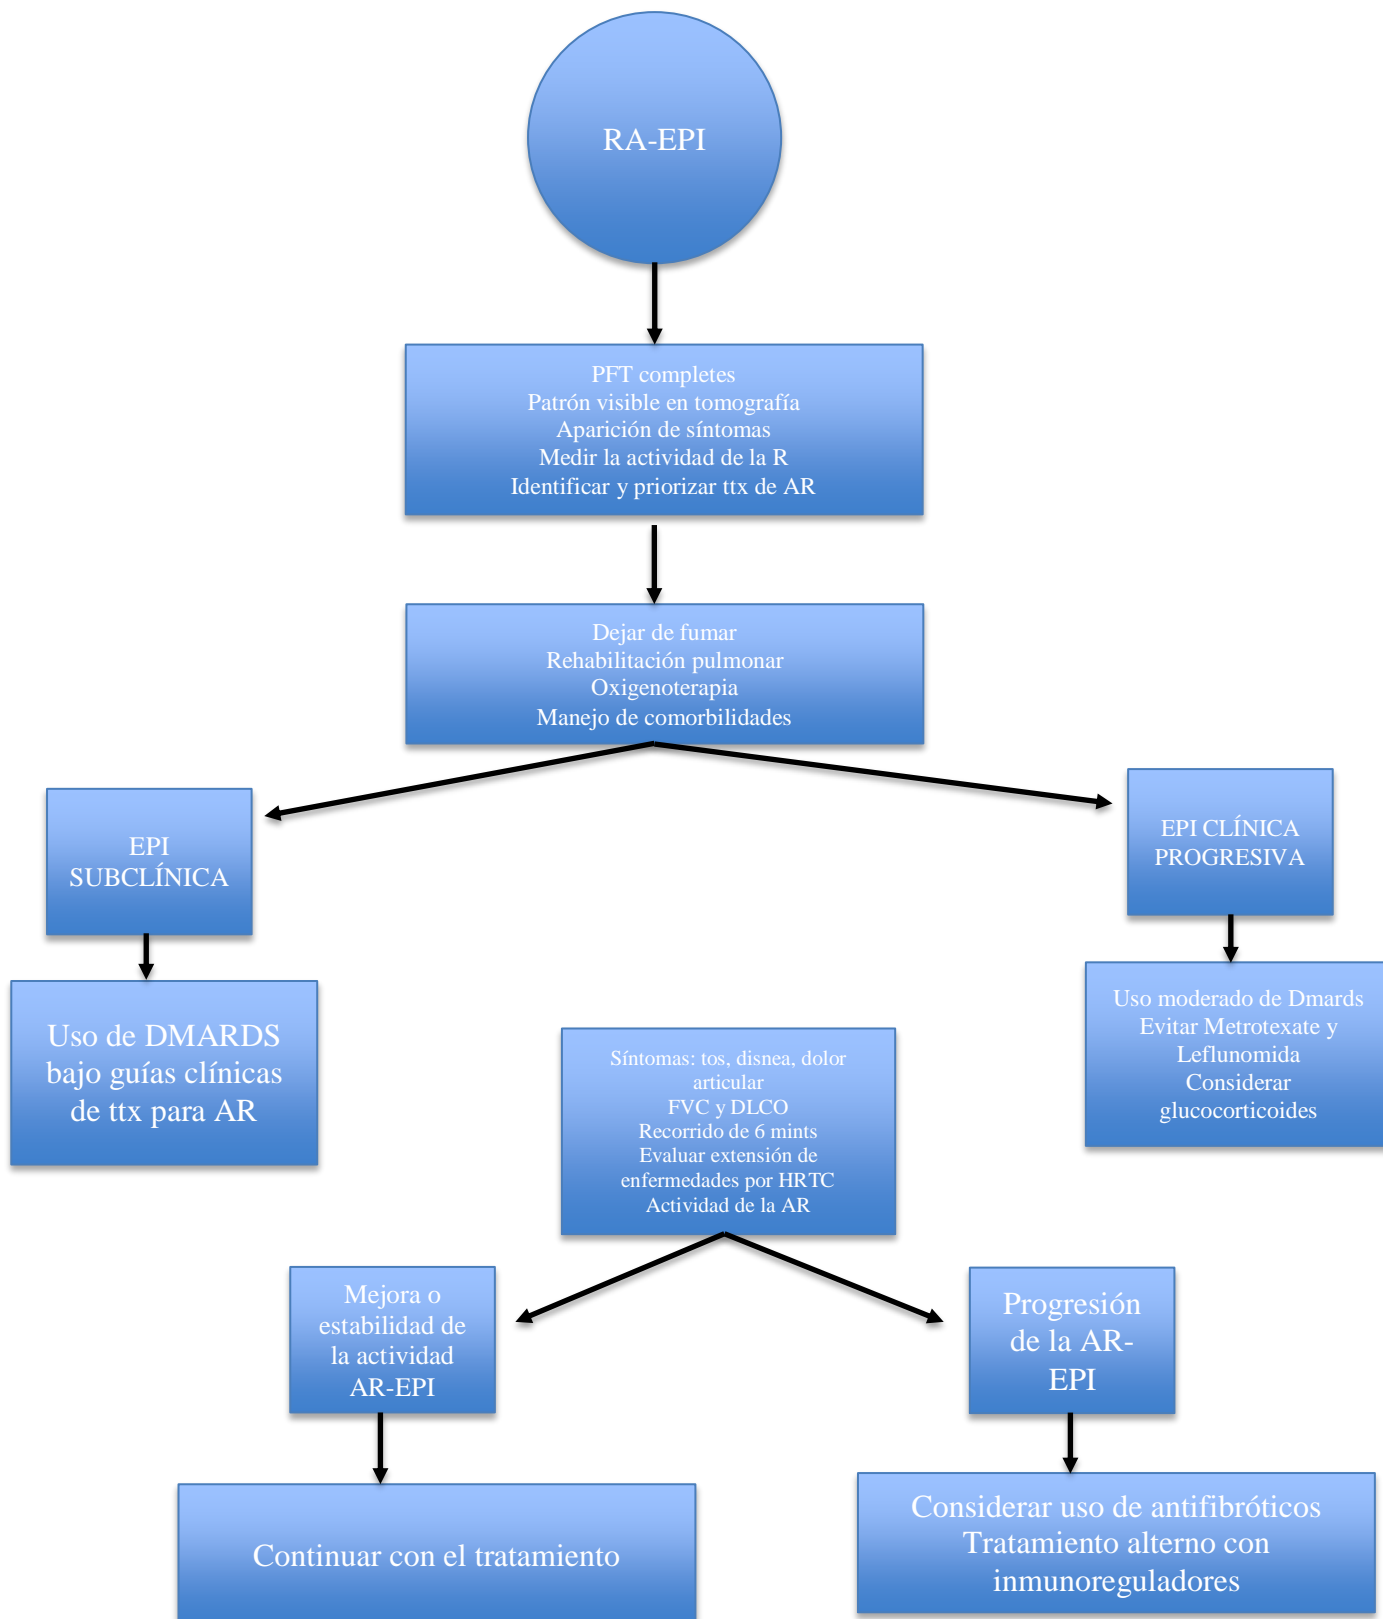 RA-EPI
PFT completes
Patrón visible en tomografía
Aparición de síntomas
Medir la actividad de la R
Identificar y priorizar ttx de AR
Dejar de fumar
Rehabilitación pulmonar
Oxigenoterapia
Manejo de comorbilidades
EPI
SUBCLÍNICA
EPI CLÍNICA
PROGRESIVA
Uso de DMARDS
bajo guías clínicas
de ttx para AR
Uso moderado de Dmards
Evitar Metrotexate y
Leflunomida
Considerar
glucocorticoides
Síntomas: tos, disnea, dolor
articular
FVC y DLCO
Recorrido de 6 mints
Evaluar extensión de
enfermedades por HRTC
Actividad de la AR
Mejora o
estabilidad de
la actividad
AR-EPI
Progresión
de la AR-
EPI
Continuar con el tratamiento
Considerar uso de antifibróticos
Tratamiento alterno con
inmunoreguladores